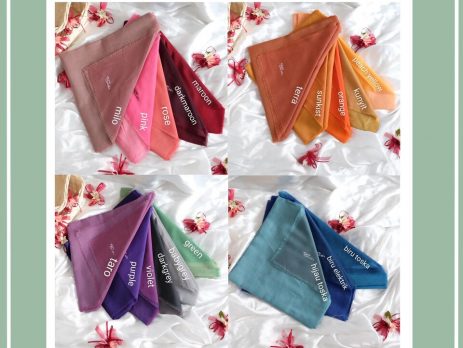 milo
pink
rose
darkmaroon
maroon
terra
sunkist
orange
kunyit
taro
purple
violet
darkgrey
babygrey
green
hijau toska
biru elektrik
biru toska